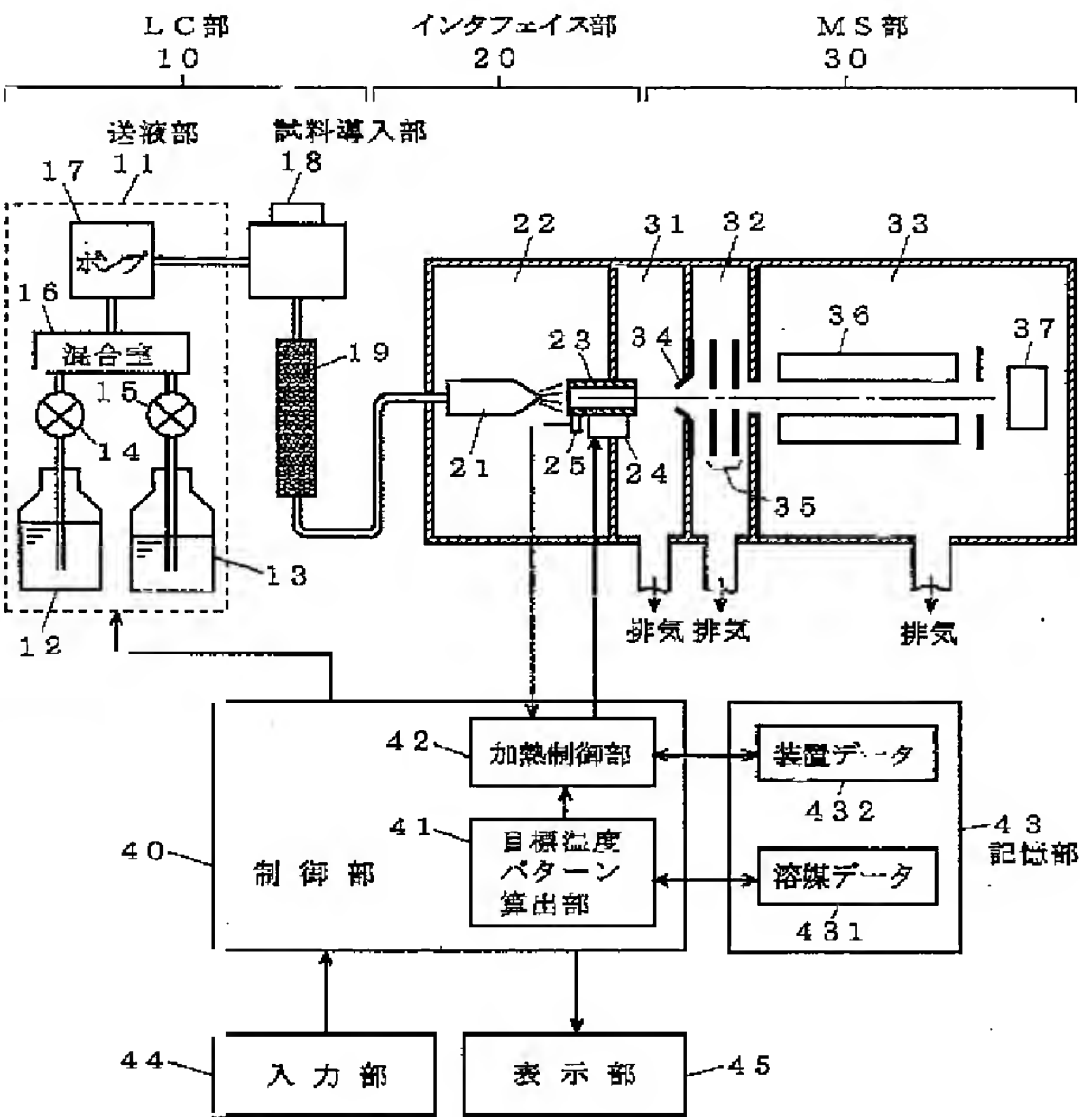 LC部
10
インタフェイス部
20
MS部
30
送液部
11
試料導入部
18
17
ポンプ
16
混合室
15
14
19
12
13
22
31
32
33
21
23
25
24
34
35
36
37
排気
排気
排気
42
加熱制御部
装置データ
432
41
目標温度
パターン
算出部
40
制御部
溶媒データ
431
43
記憶部
44
入力部
表示部
45